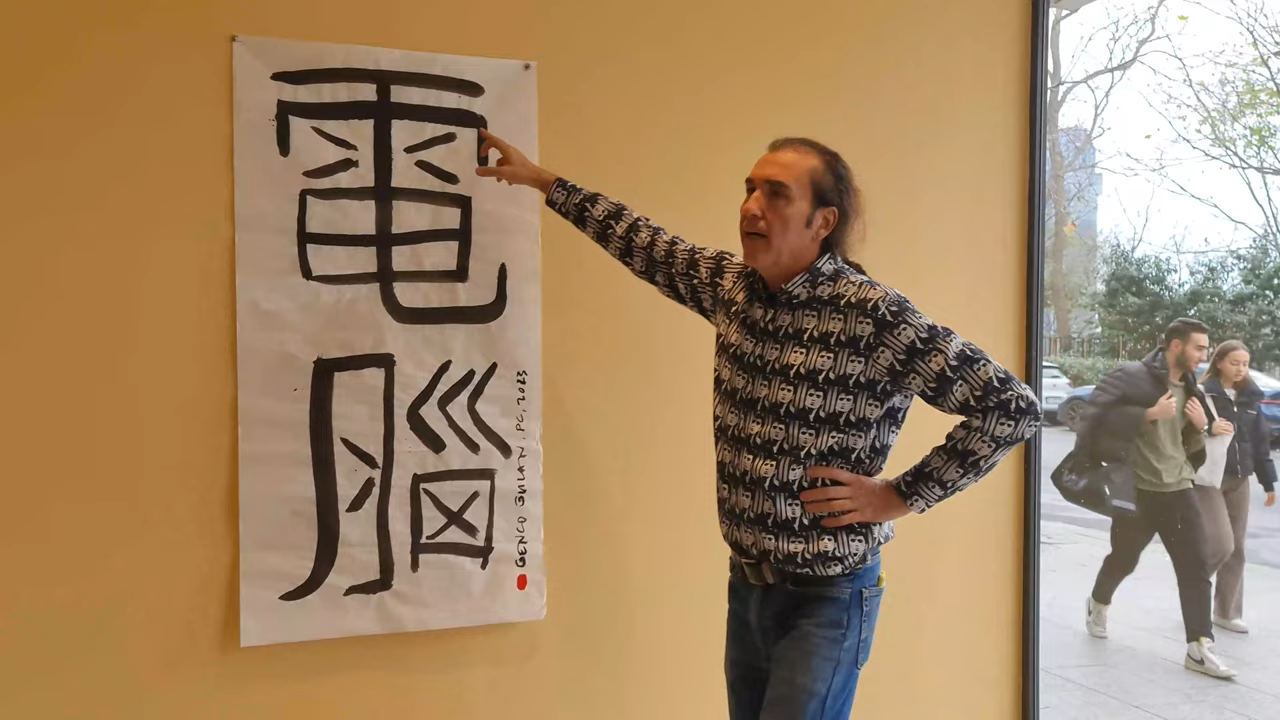 電
腦
GENCO GULAN, PC, 2023